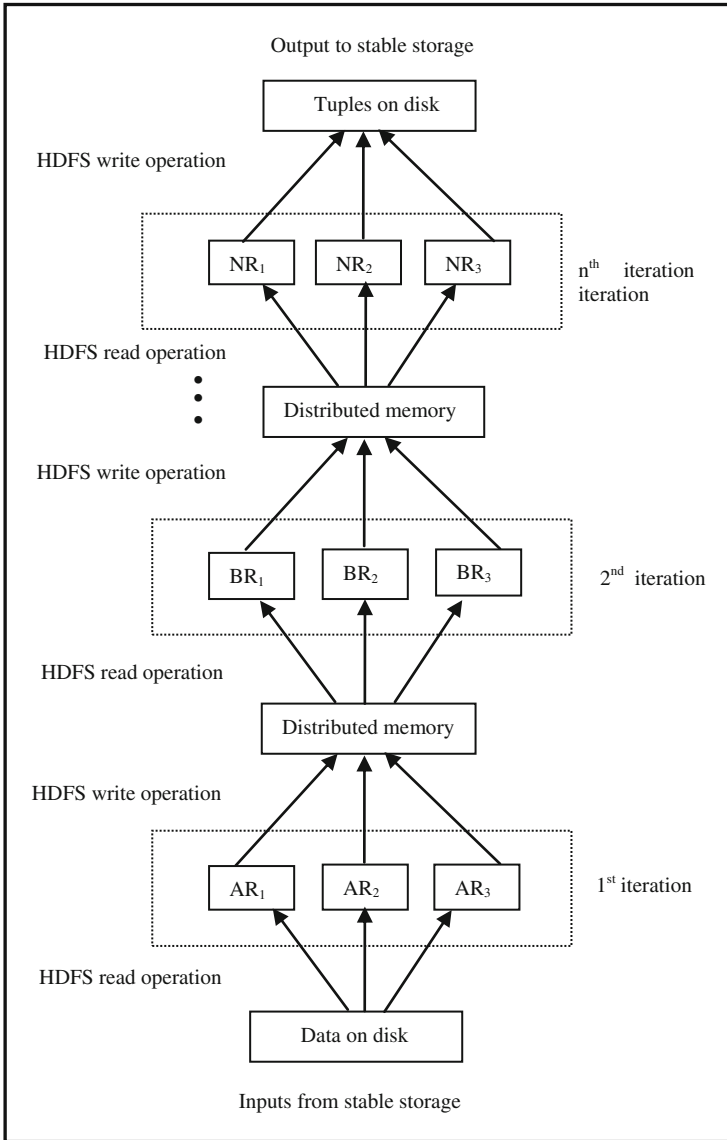 Output to stable storage
Tuples on disk
HDFS write operation
NR₁ NR₂ NR₃
nᵗʰ iteration
iteration
HDFS read operation
Distributed memory
HDFS write operation
BR₁ BR₂ BR₃
2ⁿᵈ iteration
HDFS read operation
Distributed memory
HDFS write operation
AR₁ AR₂ AR₃
1ˢᵗ iteration
HDFS read operation
Data on disk
Inputs from stable storage